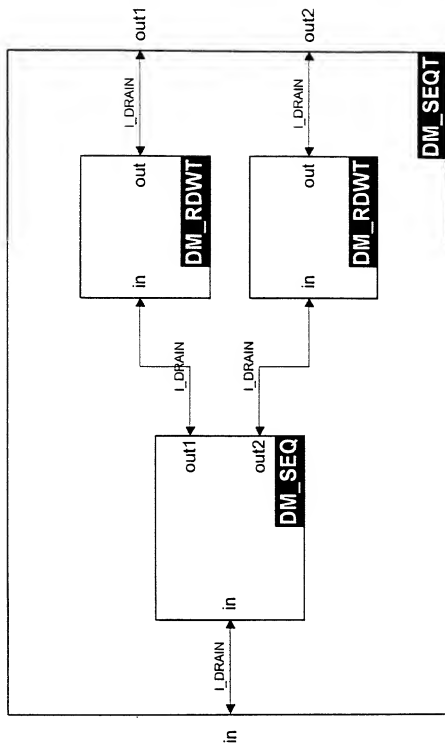 in
I_DRAIN
in
out1
out2
DM_SEQ
I_DRAIN
I_DRAIN
in
out
DM_RDWT
in
out
DM_RDWT
I_DRAIN
I_DRAIN
out1
out2
DM_SEQT